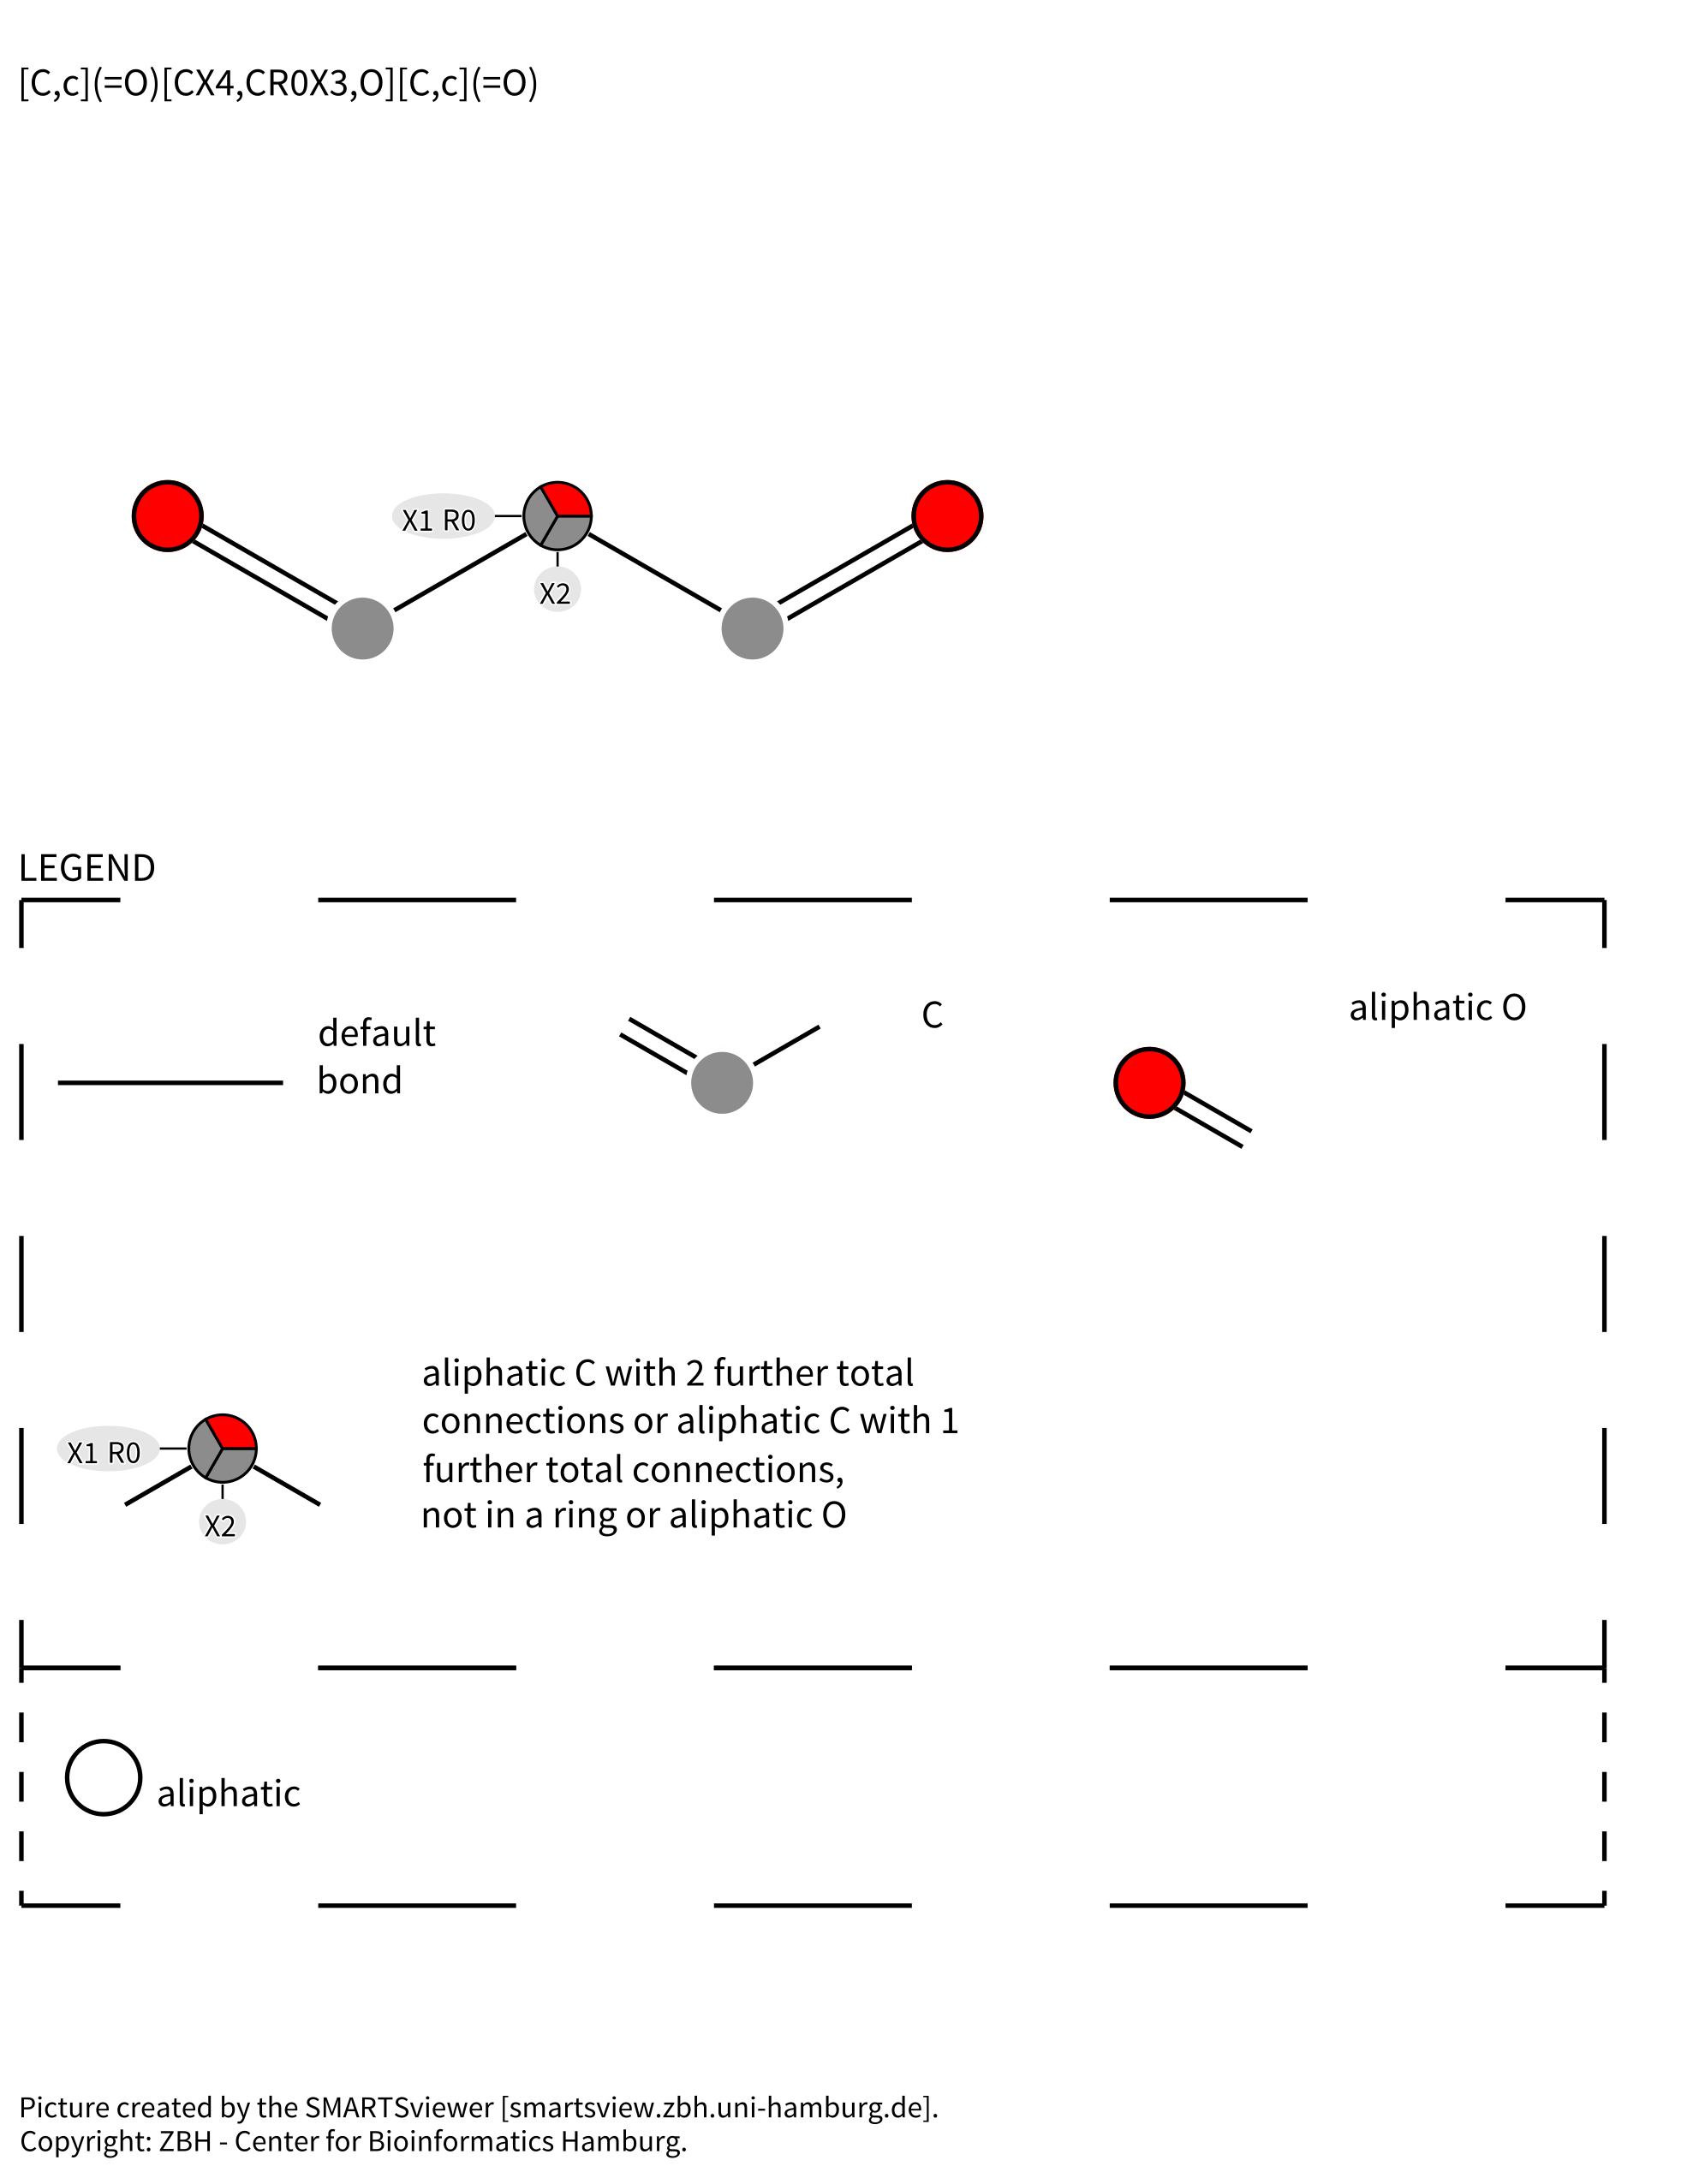 [C,c](=O)[CX4,CR0X3,O][C,c](=O)
X1 R0
X2
LEGEND
default
bond
C
aliphatic O
X1 R0
X2
aliphatic C with 2 further total
connections or aliphatic C with 1
further total connections,
not in a ring or aliphatic O
aliphatic
Picture created by the SMARTSviewer [smartsview.zbh.uni-hamburg.de].
Copyright: ZBH - Center for Bioinformatics Hamburg.